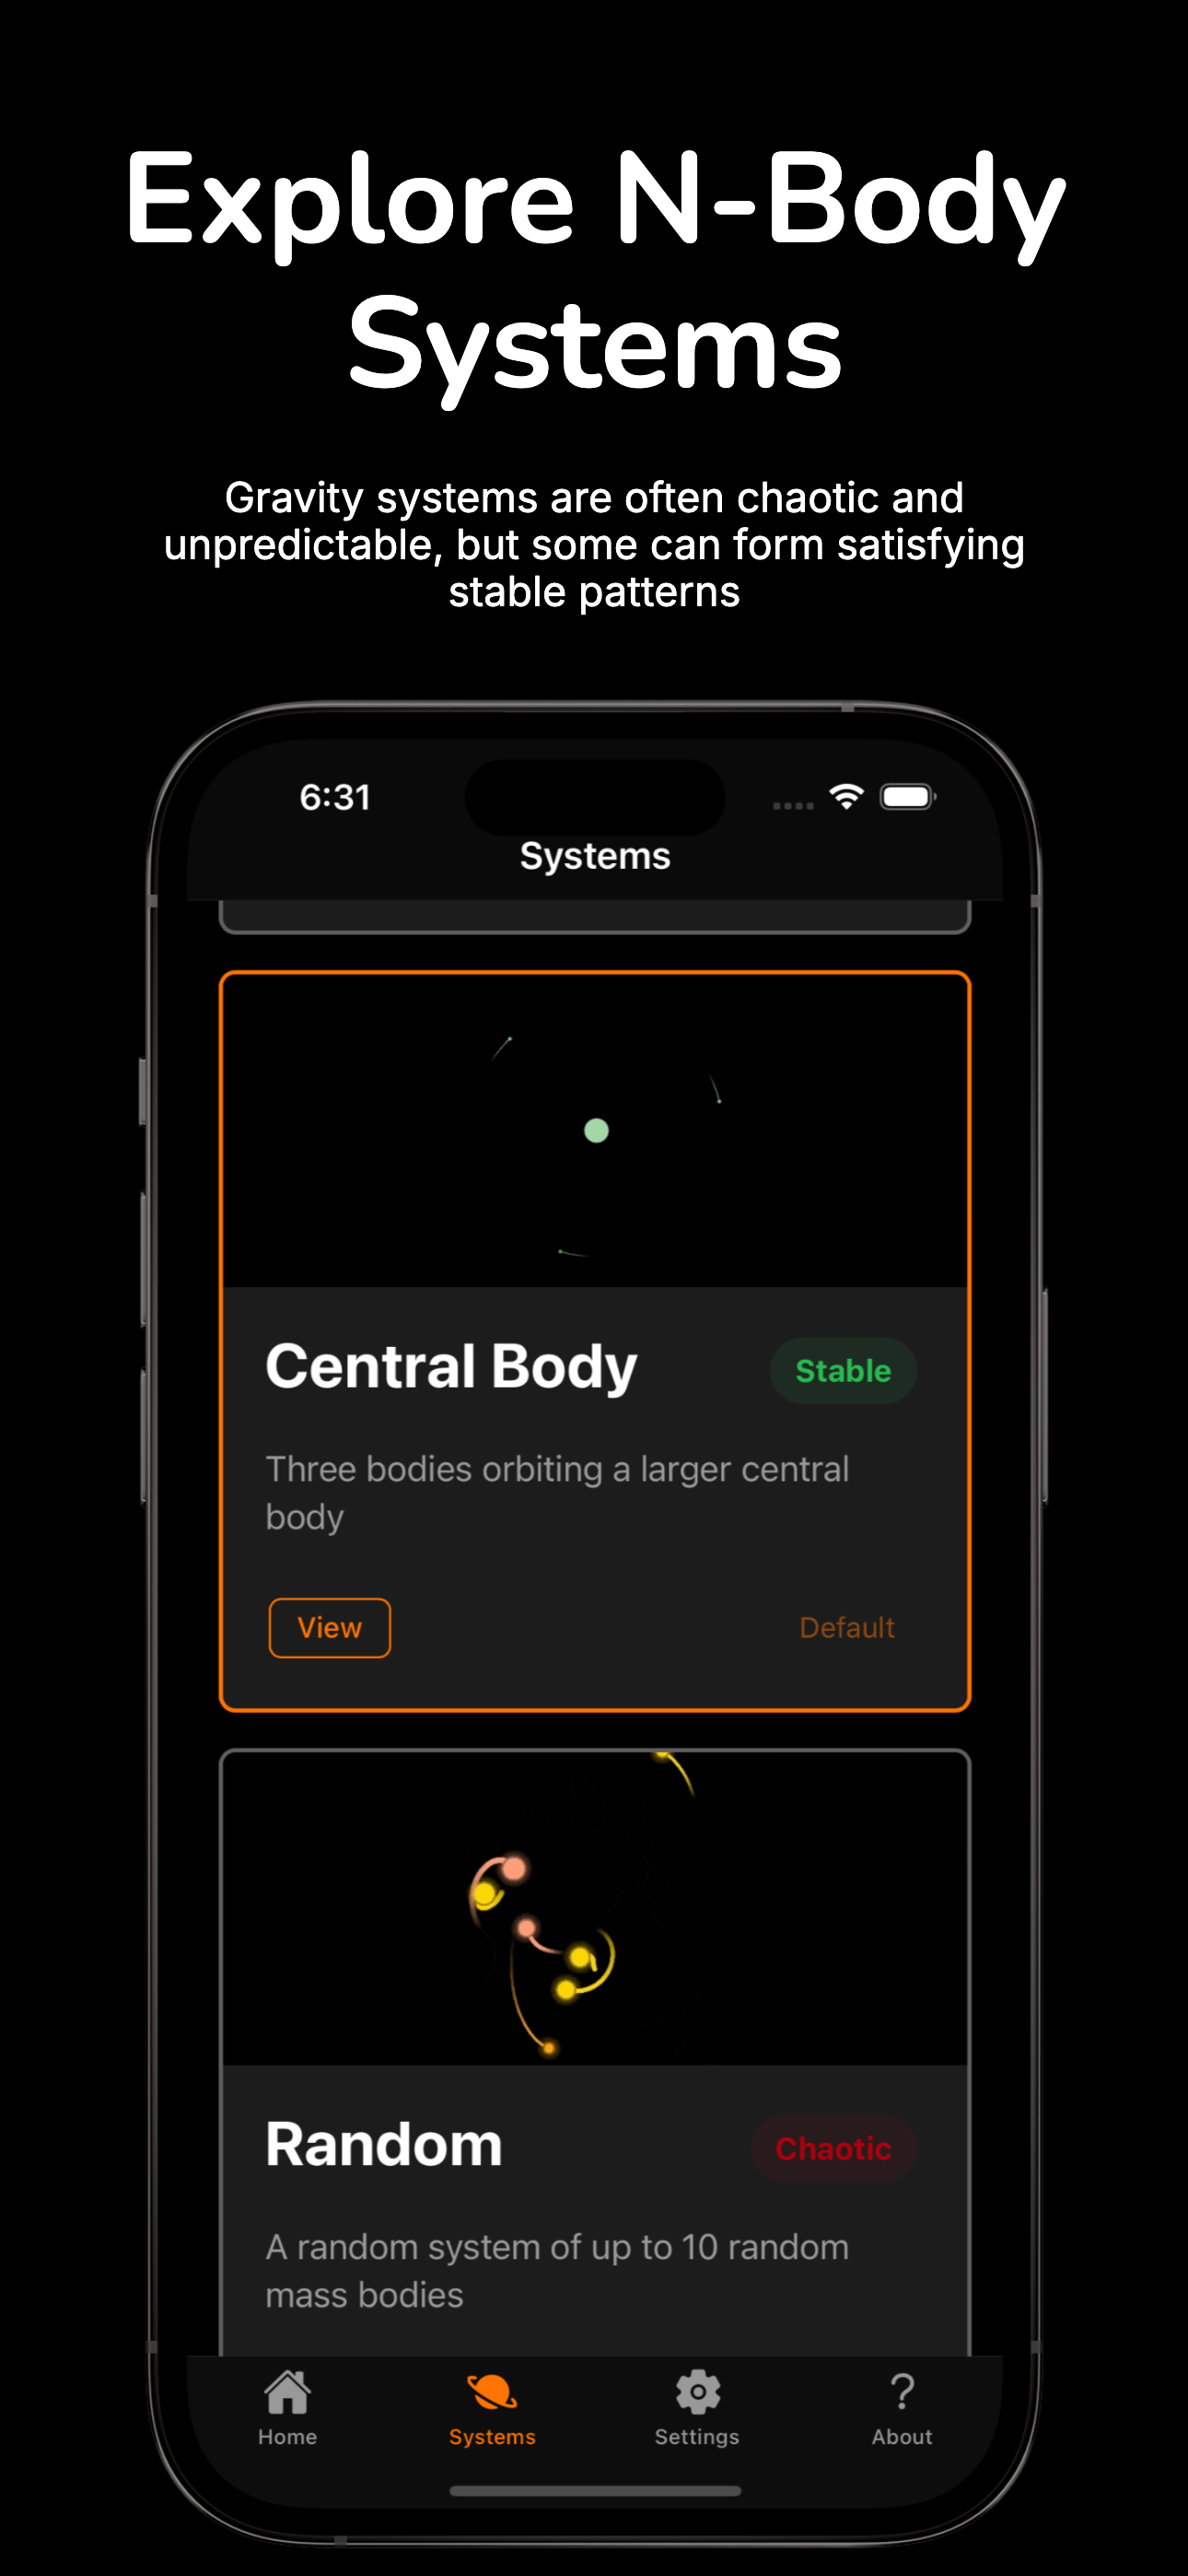 Explore N-Body
Systems
Gravity systems are often chaotic and
unpredictable, but some can form satisfying
stable patterns
6:31
Systems
Central Body
Stable
Three bodies orbiting a larger central
body
View
Default
Random
Chaotic
A random system of up to 10 random
mass bodies
Home
Systems
Settings
About